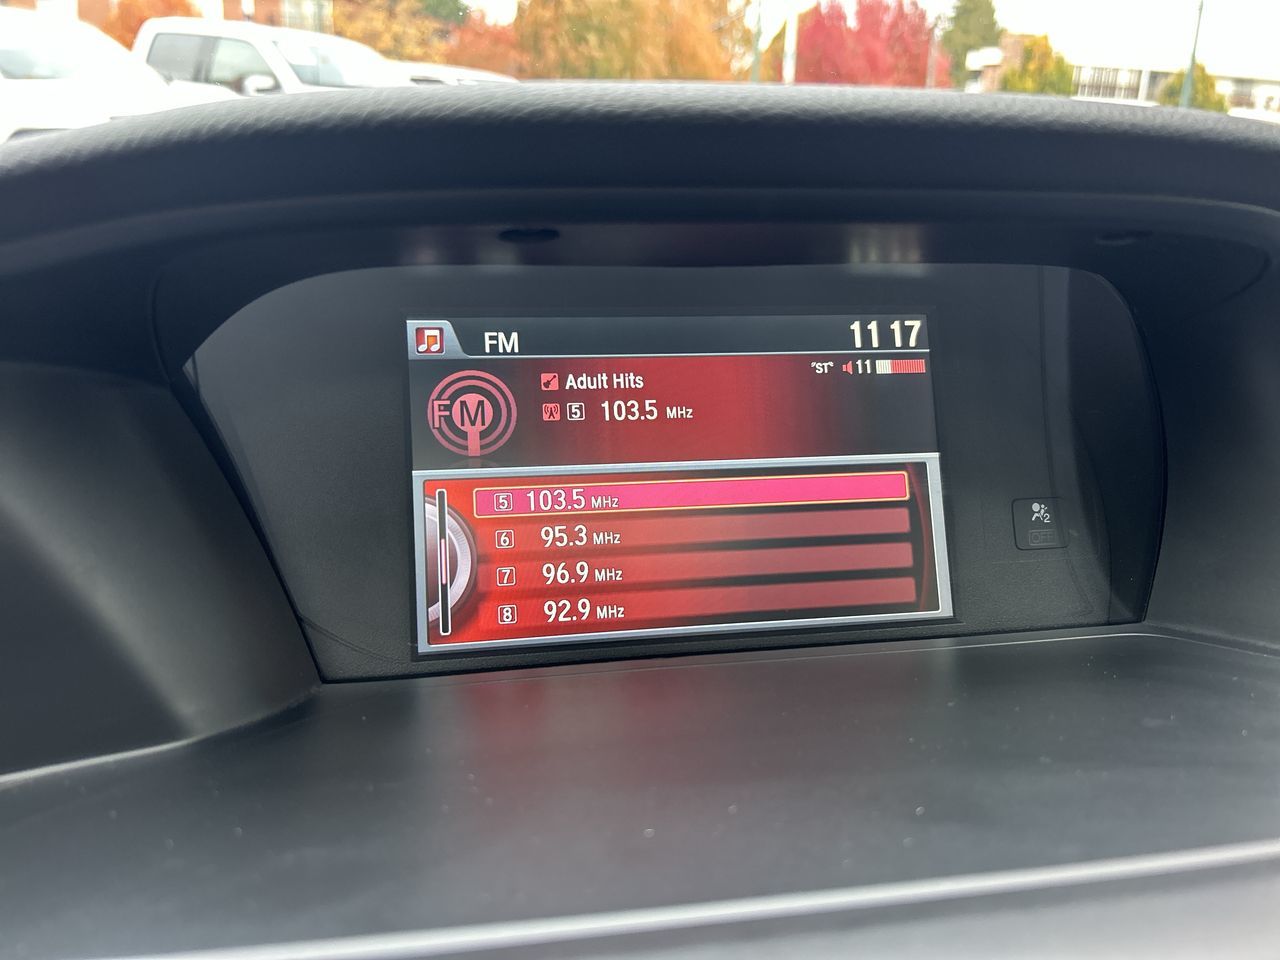 FM 11 17
"ST" 11
Adult Hits
FM
5 103.5 MHz
5 103.5 MHz
6 95.3 MHz
7 96.9 MHz
8 92.9 MHz
2
OFF